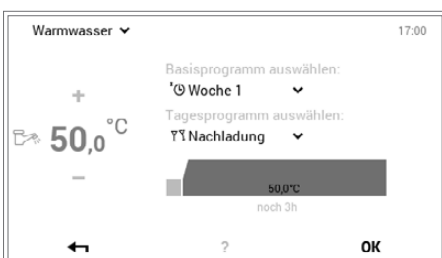 Warmwasser
17:00
Basisprogramm auswählen:
Woche 1
+
50,0 °C
Tagesprogramm auswählen:
Nachladung
−
50,0°C
noch 3h
?
OK